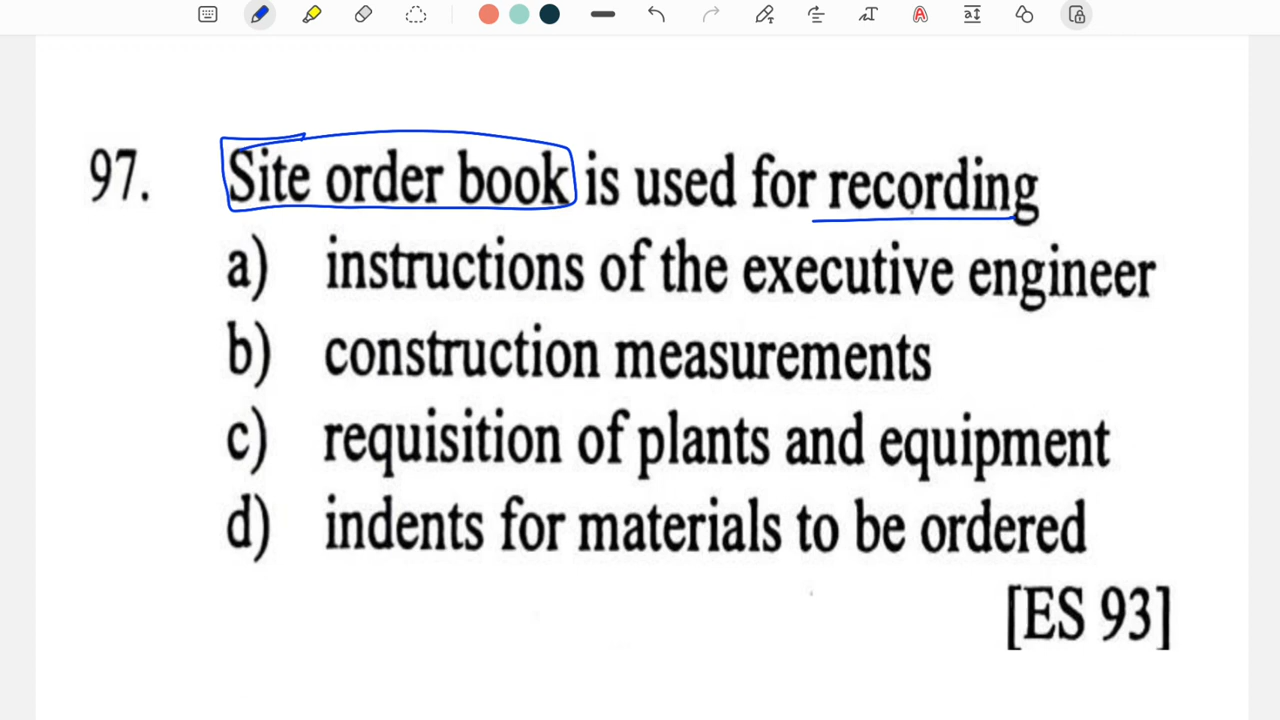 97. Site order book is used for recording
a) instructions of the executive engineer
b) construction measurements
c) requisition of plants and equipment
d) indents for materials to be ordered
[ES 93]